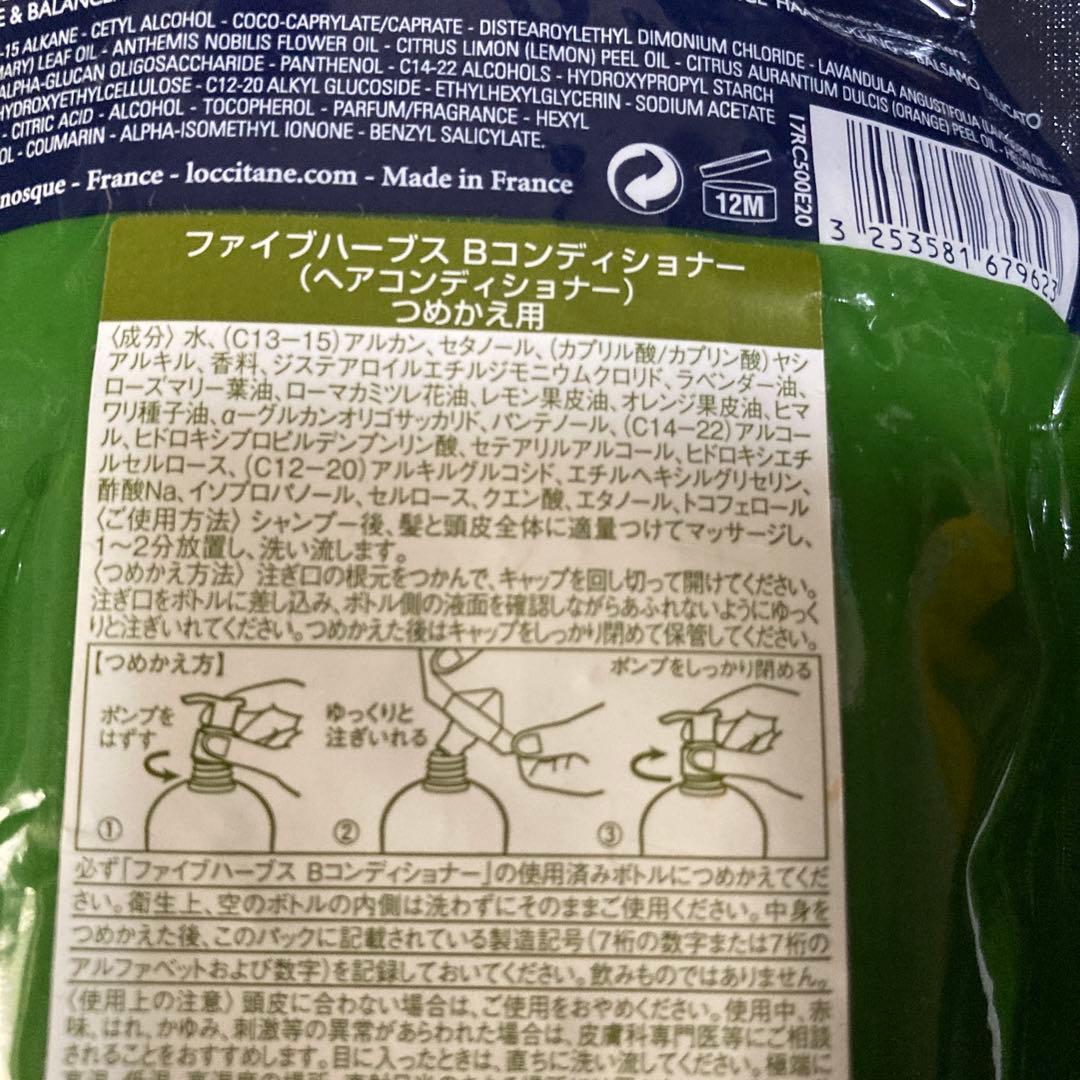 E & BALANCE
-15 ALKANE - CETYL ALCOHOL - COCO-CAPRYLATE/CAPRATE - DISTEAROYLETHYL DIMONIUM CHLORIDE - LAVANDULA ANGUSTIFOLIA (LAVENDER) OIL -
MARY) LEAF OIL - ANTHEMIS NOBILIS FLOWER OIL - CITRUS LIMON (LEMON) PEEL OIL - CITRUS AURANTIUM DULCIS (ORANGE) PEEL OIL - HELIANTHUS
ALPHA-GLUCAN OLIGOSACCHARIDE - PANTHENOL - C14-22 ALCOHOLS - HYDROXYPROPYL STARCH
HYDROXYETHYLCELLULOSE - C12-20 ALKYL GLUCOSIDE - ETHYLHEXYLGLYCERIN - SODIUM ACETATE
- CITRIC ACID - ALCOHOL - TOCOPHEROL - PARFUM/FRAGRANCE - HEXYL
OL - COUMARIN - ALPHA-ISOMETHYL IONONE - BENZYL SALICYLATE.
BALSAMO DELICATO
nosque - France - loccitane.com - Made in France
12M
17RCS00E20
3 253581 679623
ファイブハーブス Bコンディショナー
(ヘアコンディショナー)
つめかえ用
〈成分〉水、(C13-15)アルカン、セタノール、(カプリル酸/カプリン酸)ヤシ
アルキル、香料、ジステアロイルエチルジモニウムクロリド、ラベンダー油、
ローズマリー葉油、ローマカミツレ花油、レモン果皮油、オレンジ果皮油、ヒマ
ワリ種子油、α-グルカンオリゴサッカリド、パンテノール、(C14-22)アルコー
ル、ヒドロキシプロピルデンプンリン酸、セテアリルアルコール、ヒドロキシエチ
ルセルロース、(C12-20)アルキルグルコシド、エチルヘキシルグリセリン、
酢酸Na、イソプロパノール、セルロース、クエン酸、エタノール、トコフェロール
〈ご使用方法〉シャンプー後、髪と頭皮全体に適量つけてマッサージし、
1〜2分放置し、洗い流します。
〈つめかえ方法〉注ぎ口の根元をつかんで、キャップを回し切って開けてください。
注ぎ口をボトルに差し込み、ボトル側の液面を確認しながらあふれないようにゆっく
りと注ぎいれてください。つめかえた後はキャップをしっかり閉めて保管してください。
【つめかえ方】
ポンプを
はずす
①
ゆっくりと
注ぎいれる
②
ポンプをしっかり閉める
③
必ず「ファイブハーブス Bコンディショナー」の使用済みボトルにつめかえてくだ
さい。衛生上、空のボトルの内側は洗わずにそのままご使用ください。中身を
つめかえた後、このパックに記載されている製造記号(7桁の数字または7桁の
アルファベットおよび数字)を記録しておいてください。飲みものではありません。
〈使用上の注意〉頭皮に合わない場合は、ご使用をおやめください。使用中、赤
味、はれ、かゆみ、刺激等の異常があらわれた場合は、皮膚科専門医等にご相談
されることをおすすめします。目に入ったときは、直ちに洗い流してください。極端に